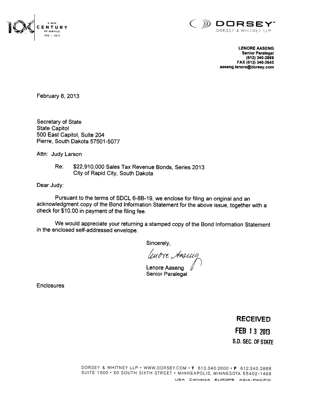 A NEW
CENTURY
OF SERVICE
DORSEY
DORSEY & WHITNEY LLP
LENORE AASENG
Senior Paralegal
(612) 340-2889
FAX (612) 340-2643
aaseng.lenore@dorsey.com
February 8, 2013
Secretary of State
State Capitol
500 East Capitol, Suite 204
Pierre, South Dakota 57501-5077
Attn: Judy Larson
Re: $22,910,000 Sales Tax Revenue Bonds, Series 2013
City of Rapid City, South Dakota
Dear Judy:
Pursuant to the terms of SDCL 6-8B-19, we enclose for filing an original and an
acknowledgment copy of the Bond Information Statement for the above issue, together with a
check for $10.00 in payment of the filing fee.
We would appreciate your returning a stamped copy of the Bond Information Statement
in the enclosed self-addressed envelope.
Sincerely,
Lenore Aaseng
Lenore Aaseng
Senior Paralegal
Enclosures
RECEIVED
FEB 13 2013
S.D. SEC. OF STATE
DORSEY & WHITNEY LLP • WWW.DORSEY.COM • T 612.340.2600 • F 612.340.2868
SUITE 1500 • 50 SOUTH SIXTH STREET • MINNEAPOLIS, MINNESOTA 55402-1498
USA CANADA EUROPE ASIA-PACIFIC